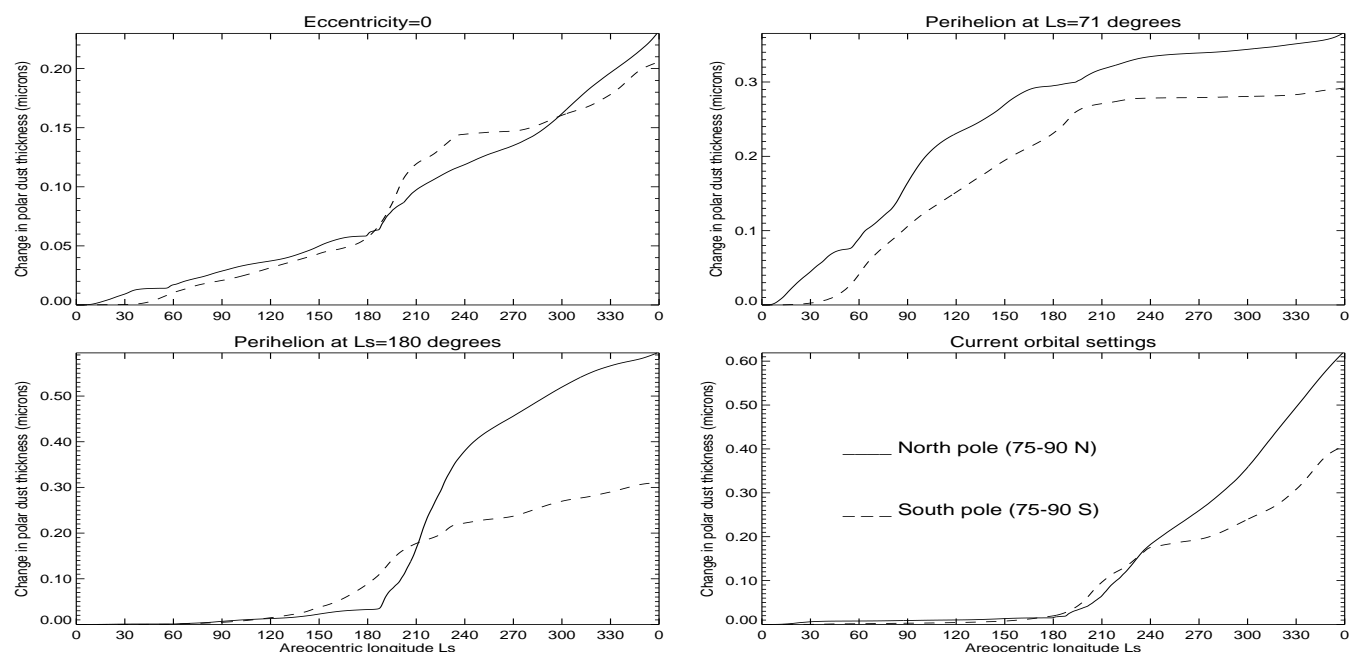 Eccentricity=0
Change in polar dust thickness (microns)
0.20
0.15
0.10
0.05
0.00
0 30 60 90 120 150 180 210 240 270 300 330 0
Perihelion at Ls=71 degrees
Change in polar dust thickness (microns)
0.3
0.2
0.1
0.0
0 30 60 90 120 150 180 210 240 270 300 330 0
Perihelion at Ls=180 degrees
Change in polar dust thickness (microns)
0.50
0.40
0.30
0.20
0.10
0.00
0 30 60 90 120 150 180 210 240 270 300 330 0
Areocentric longitude Ls
Current orbital settings
Change in polar dust thickness (microns)
0.60
0.50
0.40
0.30
0.20
0.10
0.00
North pole (75-90 N)
South pole (75-90 S)
0 30 60 90 120 150 180 210 240 270 300 330 0
Areocentric longitude Ls